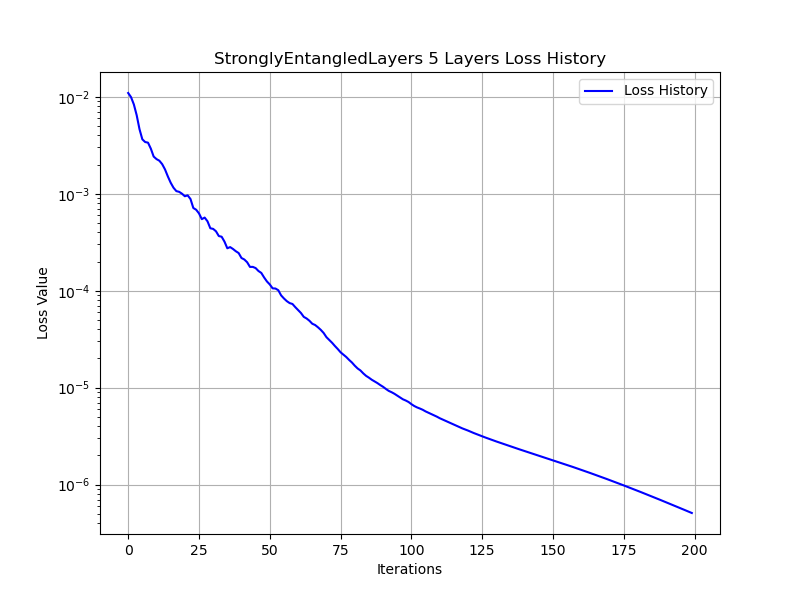 StronglyEntangledLayers 5 Layers Loss History
Loss History
Loss Value
10⁻²
10⁻³
10⁻⁴
10⁻⁵
10⁻⁶
0 25 50 75 100 125 150 175 200
Iterations